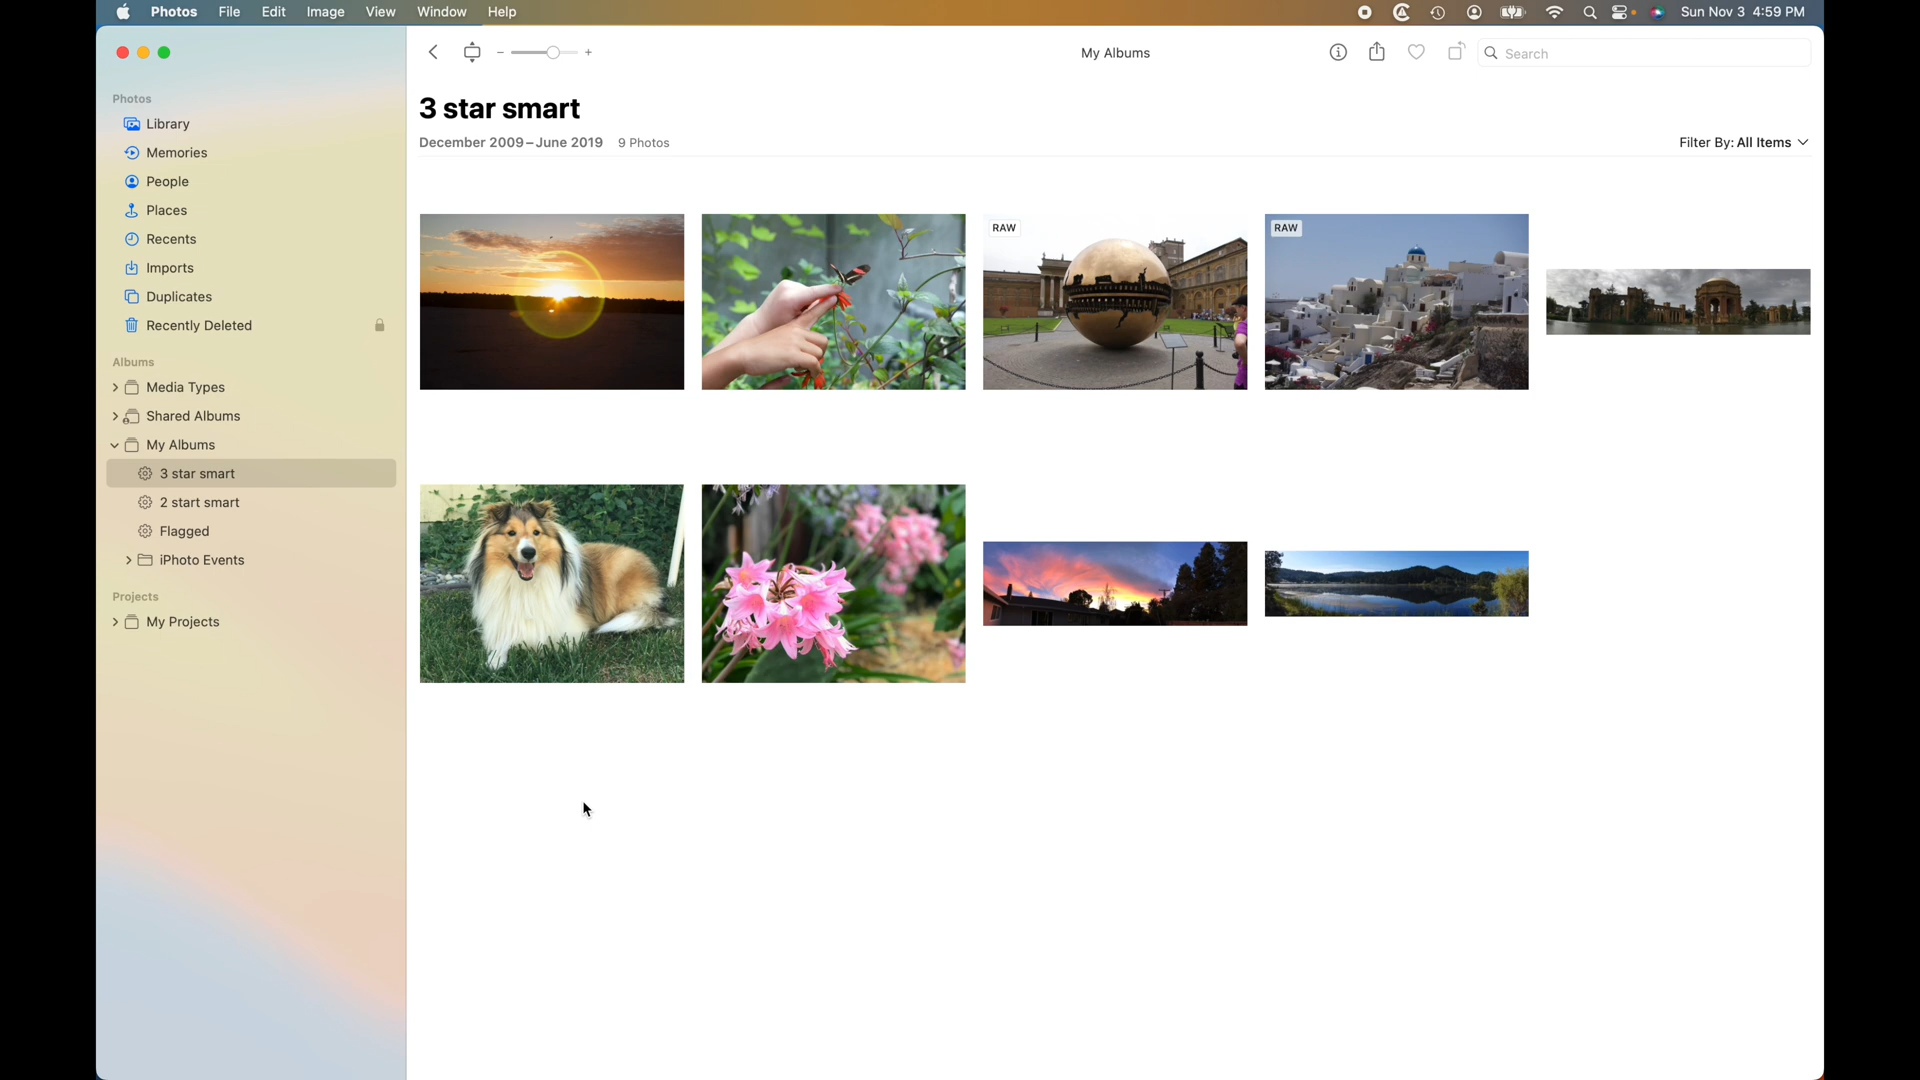 Photos File Edit Image View Window Help Sun Nov 3 4:59 PM
My Albums
Search
Photos
Library
Memories
People
Places
Recents
Imports
Duplicates
Recently Deleted
Albums
Media Types
Shared Albums
My Albums
3 star smart
2 start smart
Flagged
iPhoto Events
Projects
My Projects
3 star smart
December 2009 – June 2019 9 Photos
Filter By: All Items
RAW
RAW